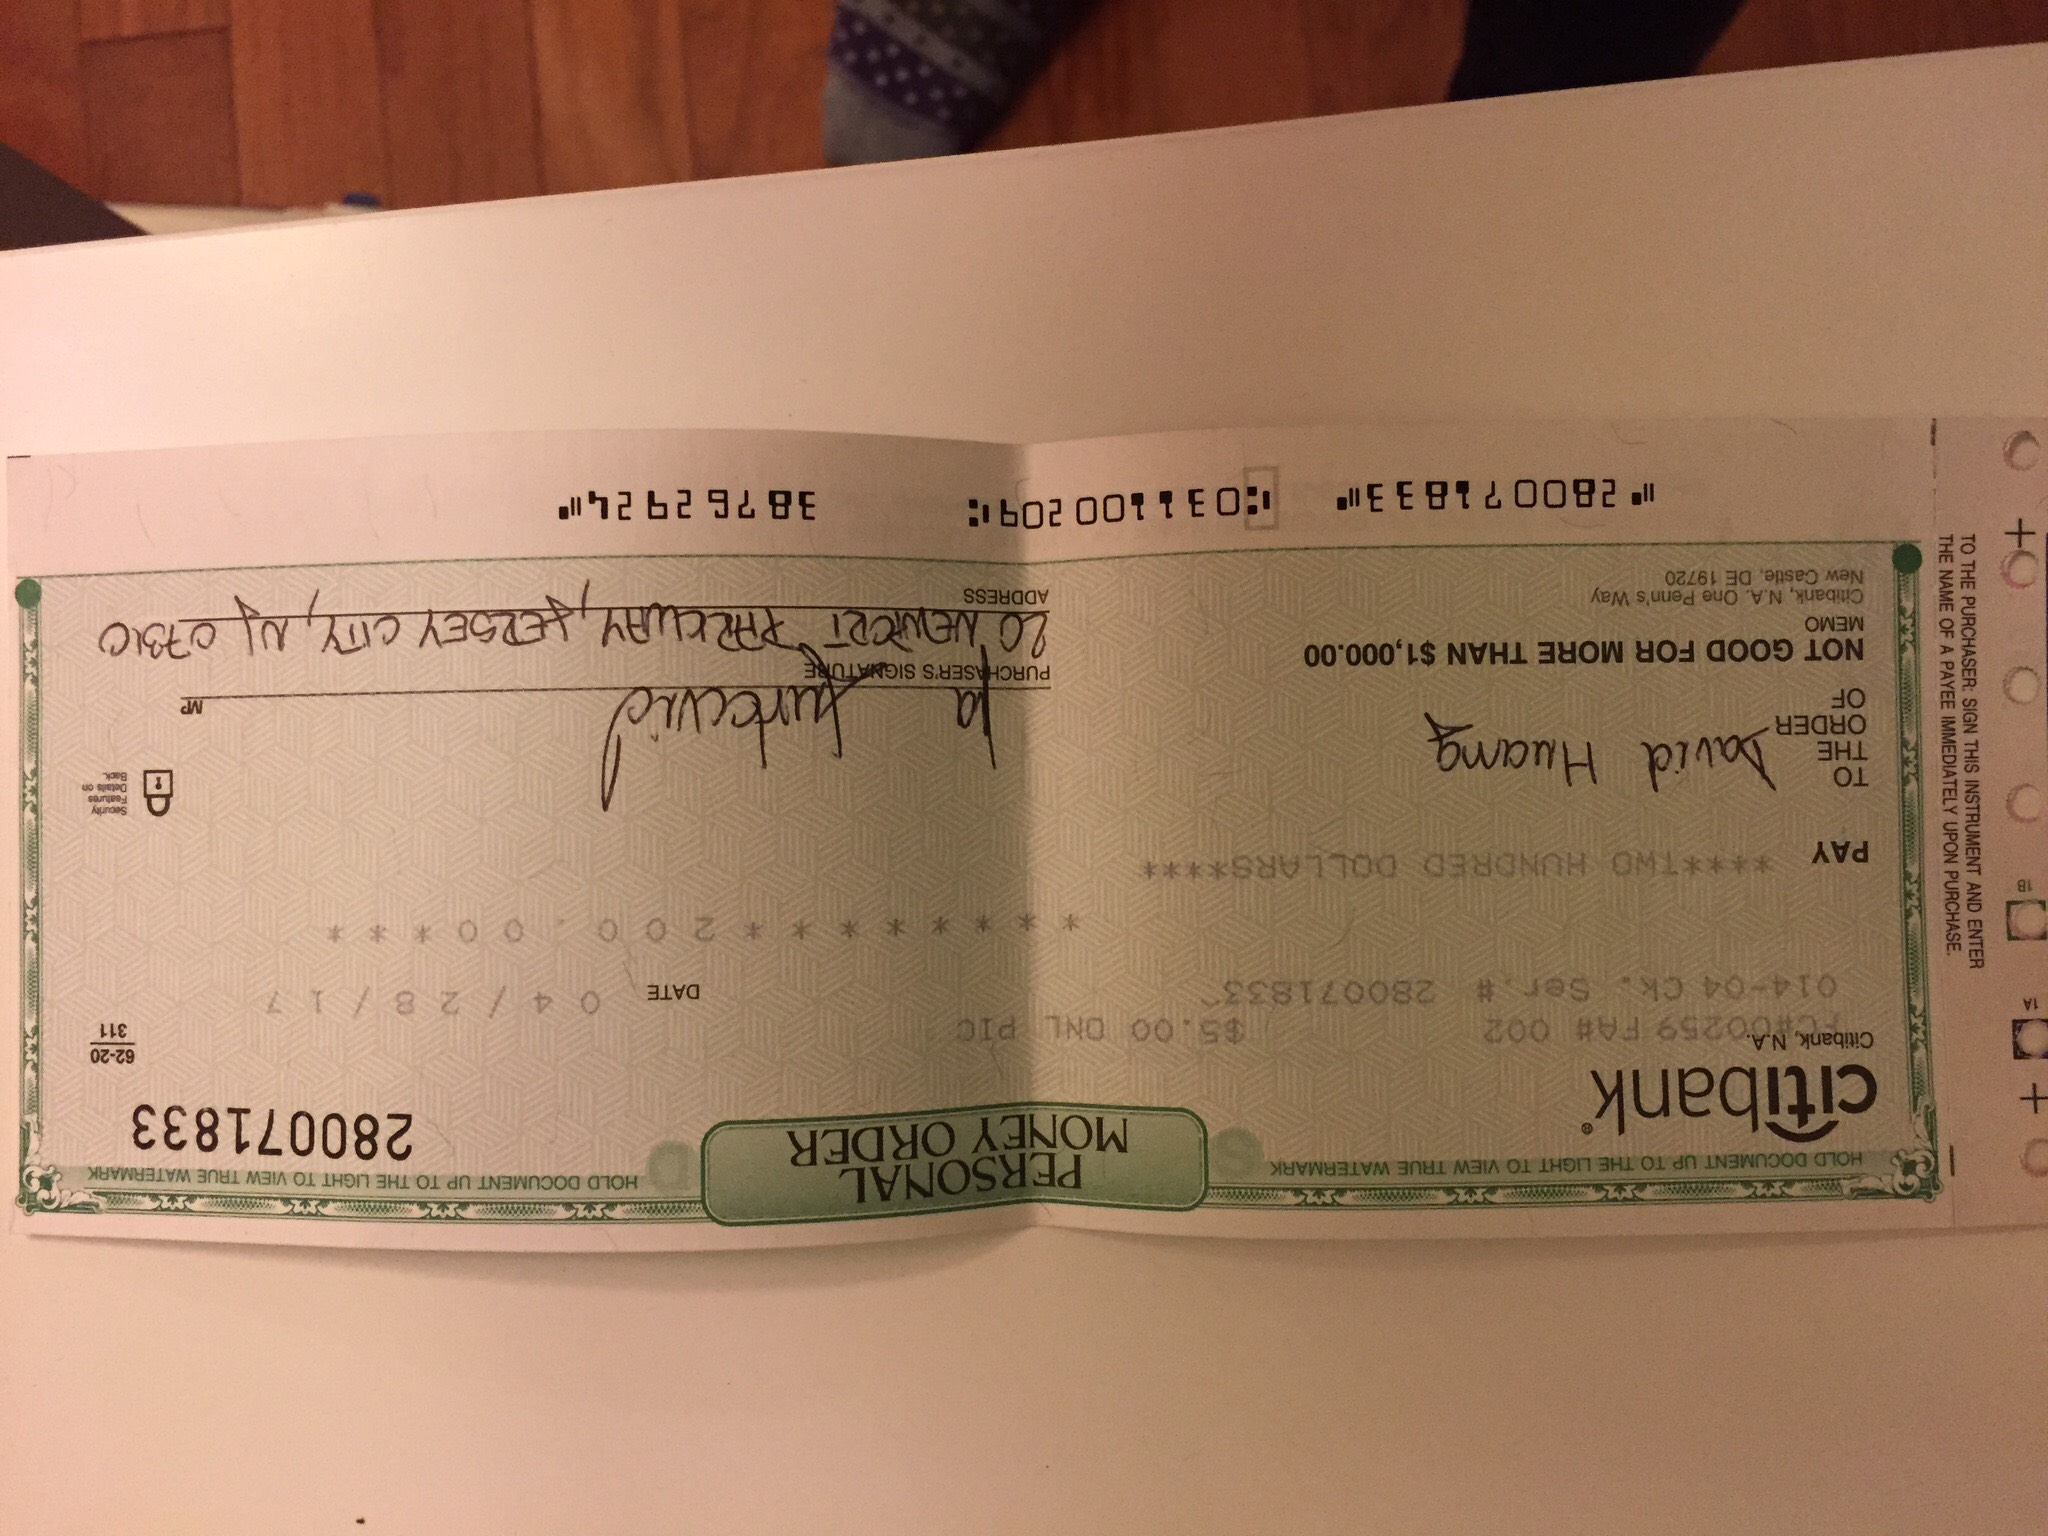 PERSONAL
MONEY ORDER
HOLD DOCUMENT UP TO THE LIGHT TO VIEW TRUE WATERMARK
HOLD DOCUMENT UP TO THE LIGHT TO VIEW TRUE WATERMARK
280071833
citibank®
Citibank, N.A.
62-20
311
FC#00259 FA# 002 $5.00 ONL PIC
014-04 Ck. Ser.# 280071833^
DATE 04/28/17
********200.00***
PAY ****TWO HUNDRED DOLLARS****
TO
THE
ORDER
OF
David Huang
Security
Features
Details on
Back.
MP
PURCHASER'S SIGNATURE
NOT GOOD FOR MORE THAN $1,000.00
MEMO
20 NEWPORT PARKWAY, JERSEY CITY, NJ 07310
ADDRESS
Citibank, N.A. One Penn's Way
New Castle, DE 19720
⑈280071833⑈ ⑆031100209⑆ 38762924⑈
TO THE PURCHASER: SIGN THIS INSTRUMENT AND ENTER
THE NAME OF A PAYEE IMMEDIATELY UPON PURCHASE.
1A
1B